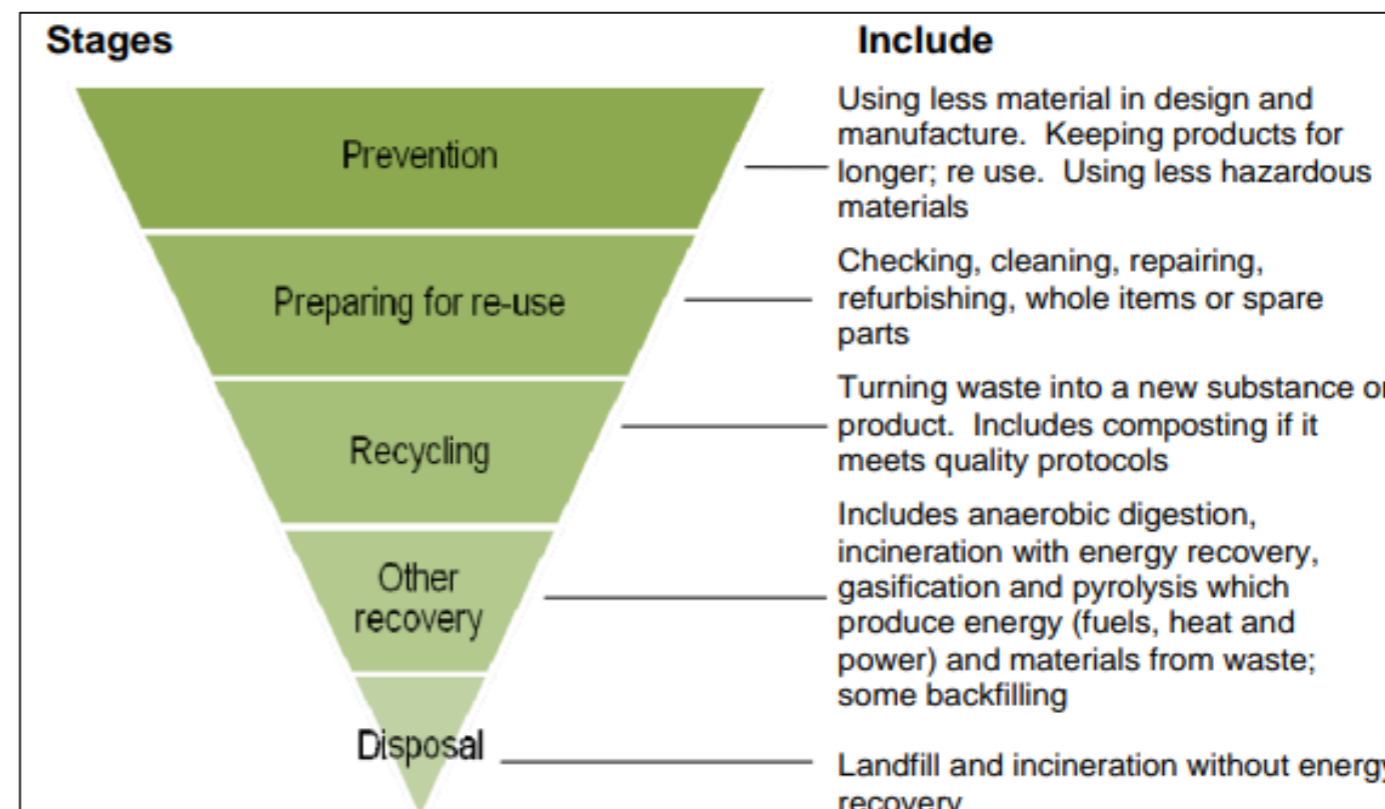 Stages
Include
Prevention
Using less material in design and
manufacture. Keeping products for
longer; re use. Using less hazardous
materials
Preparing for re-use
Checking, cleaning, repairing,
refurbishing, whole items or spare
parts
Recycling
Turning waste into a new substance or
product. Includes composting if it
meets quality protocols
Other
recovery
Includes anaerobic digestion,
incineration with energy recovery,
gasification and pyrolysis which
produce energy (fuels, heat and
power) and materials from waste;
some backfilling
Disposal
Landfill and incineration without energy
recovery